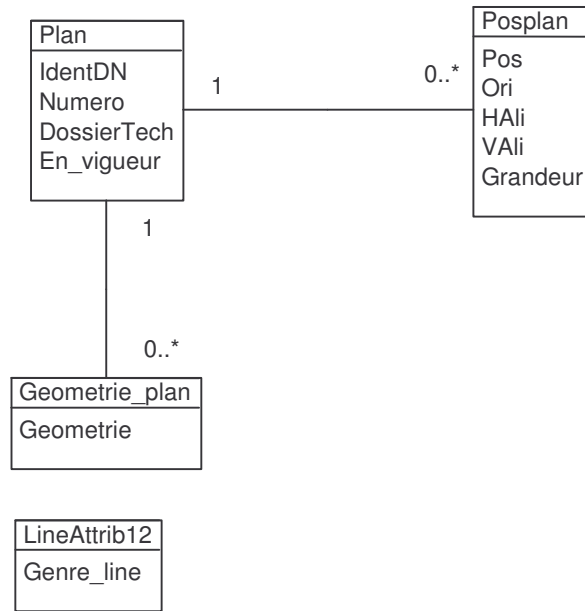 Plan
IdentDN
Numero
DossierTech
En_vigueur
1
0..*
Posplan
Pos
Ori
HAli
VAli
Grandeur
1
0..*
Geometrie_plan
Geometrie
LineAttrib12
Genre_line